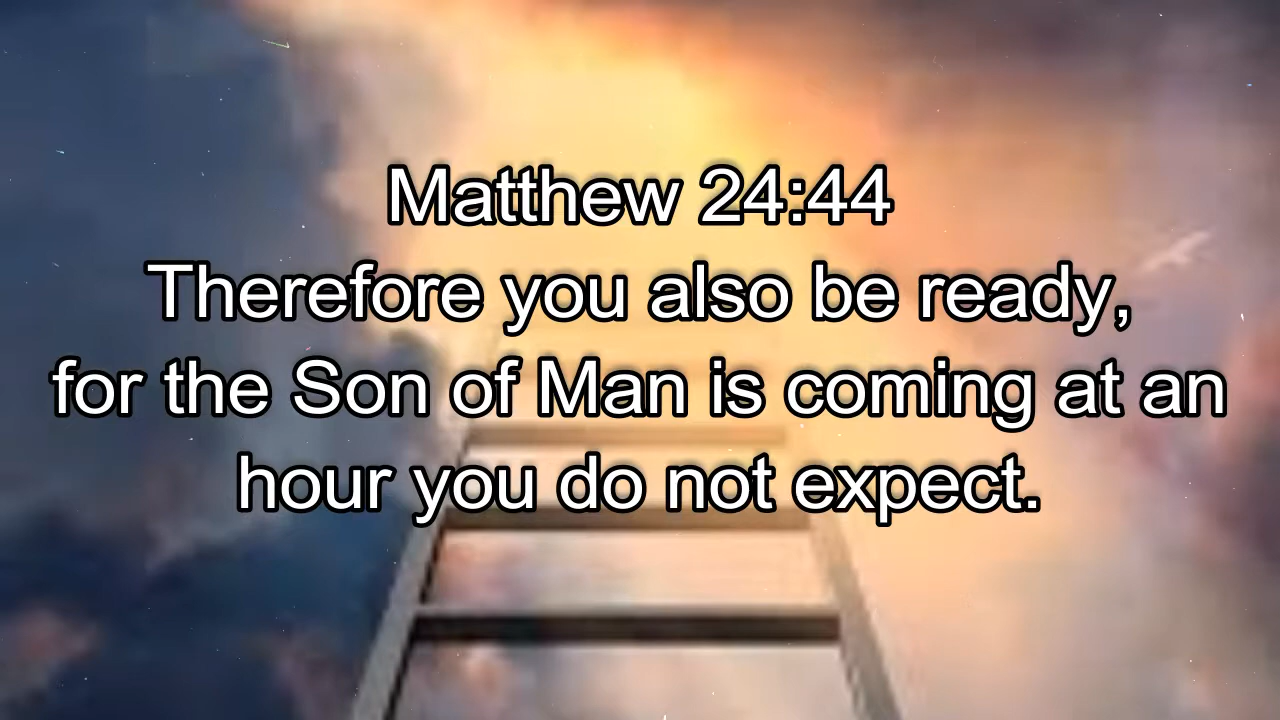 Matthew 24:44
Therefore you also be ready,
for the Son of Man is coming at an
hour you do not expect.